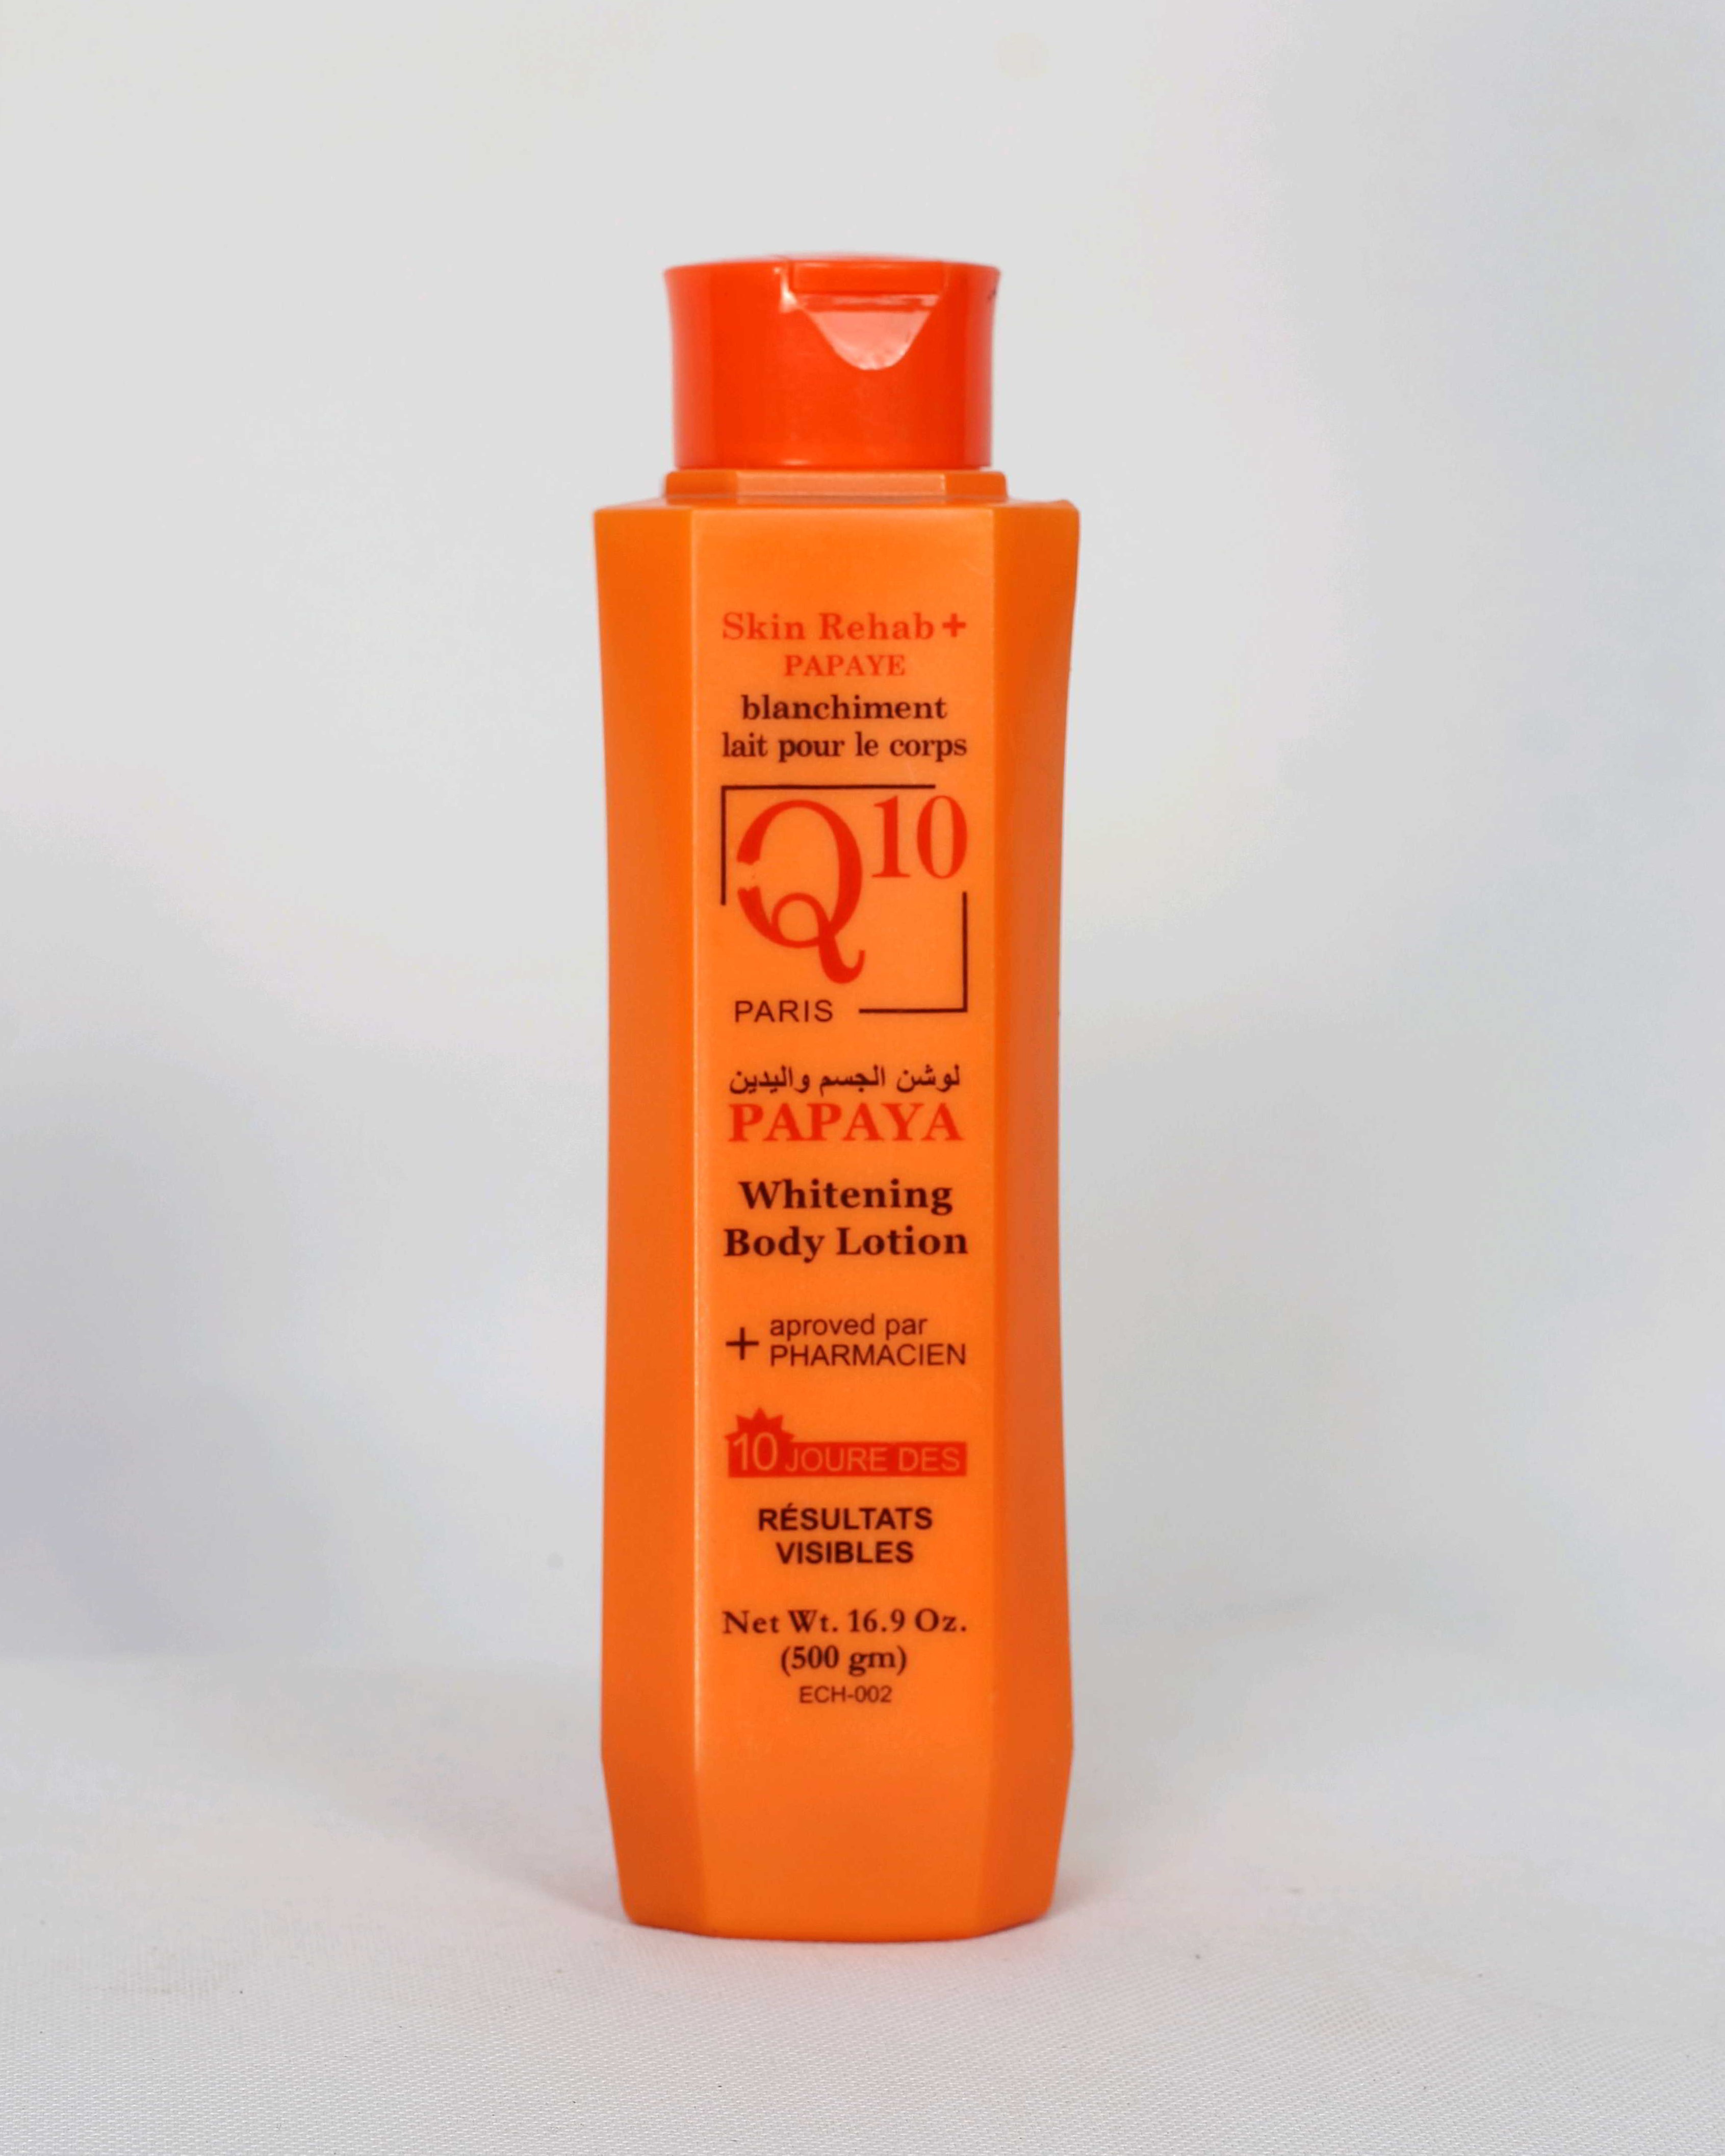 Skin Rehab+
PAPAYE
blanchiment
lait pour le corps
Q10
PARIS
لوشن الجسم واليدين
PAPAYA
Whitening
Body Lotion
+ aproved par
PHARMACIEN
10 JOURE DES
RÉSULTATS
VISIBLES
Net Wt. 16.9 Oz.
(500 gm)
ECH-002